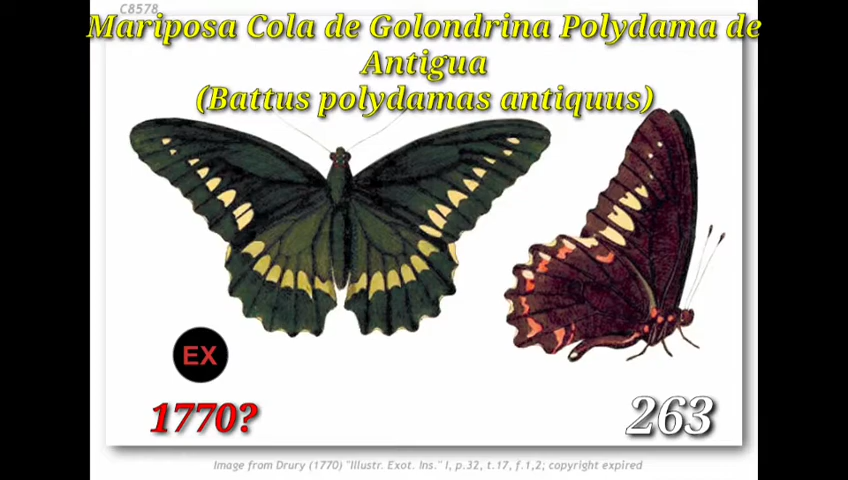 C8578
Mariposa Cola de Golondrina Polydama de
Antigua
(Battus polydamas antiquus)
EX
1770?
263
Image from Drury (1770) "Illustr. Exot. Ins." I, p.32, t.17, f.1,2; copyright expired